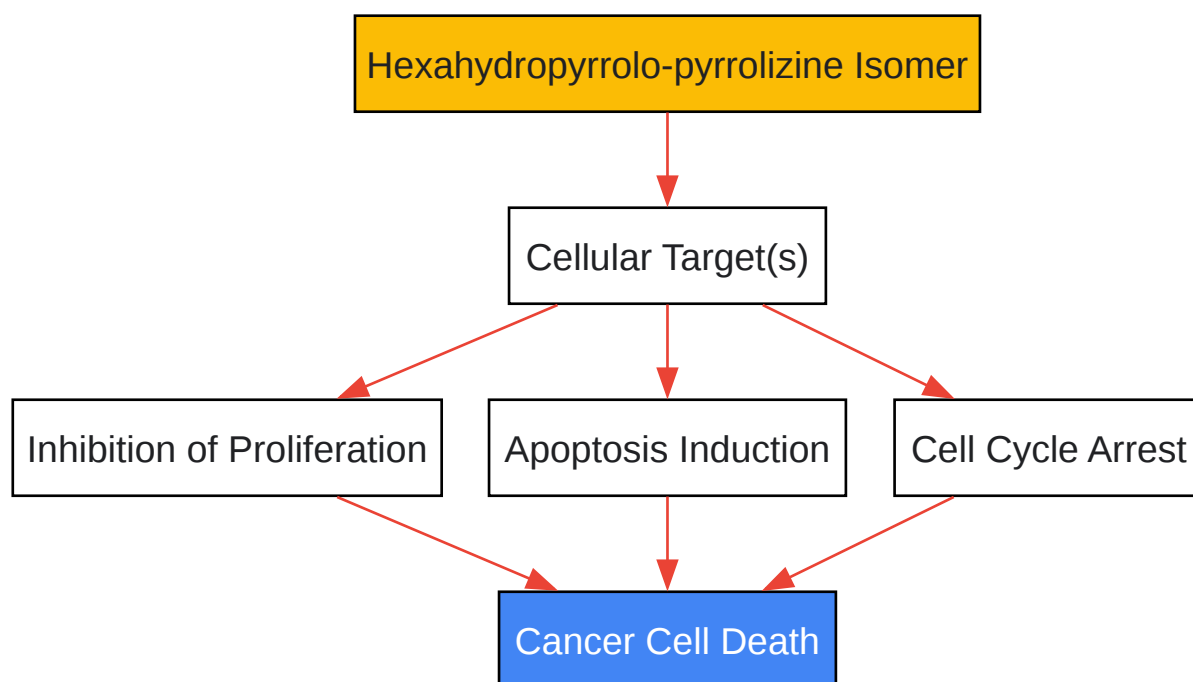 Hexahydropyrrolo-pyrrolizine Isomer
Cellular Target(s)
Inhibition of Proliferation
Apoptosis Induction
Cell Cycle Arrest
Cancer Cell Death